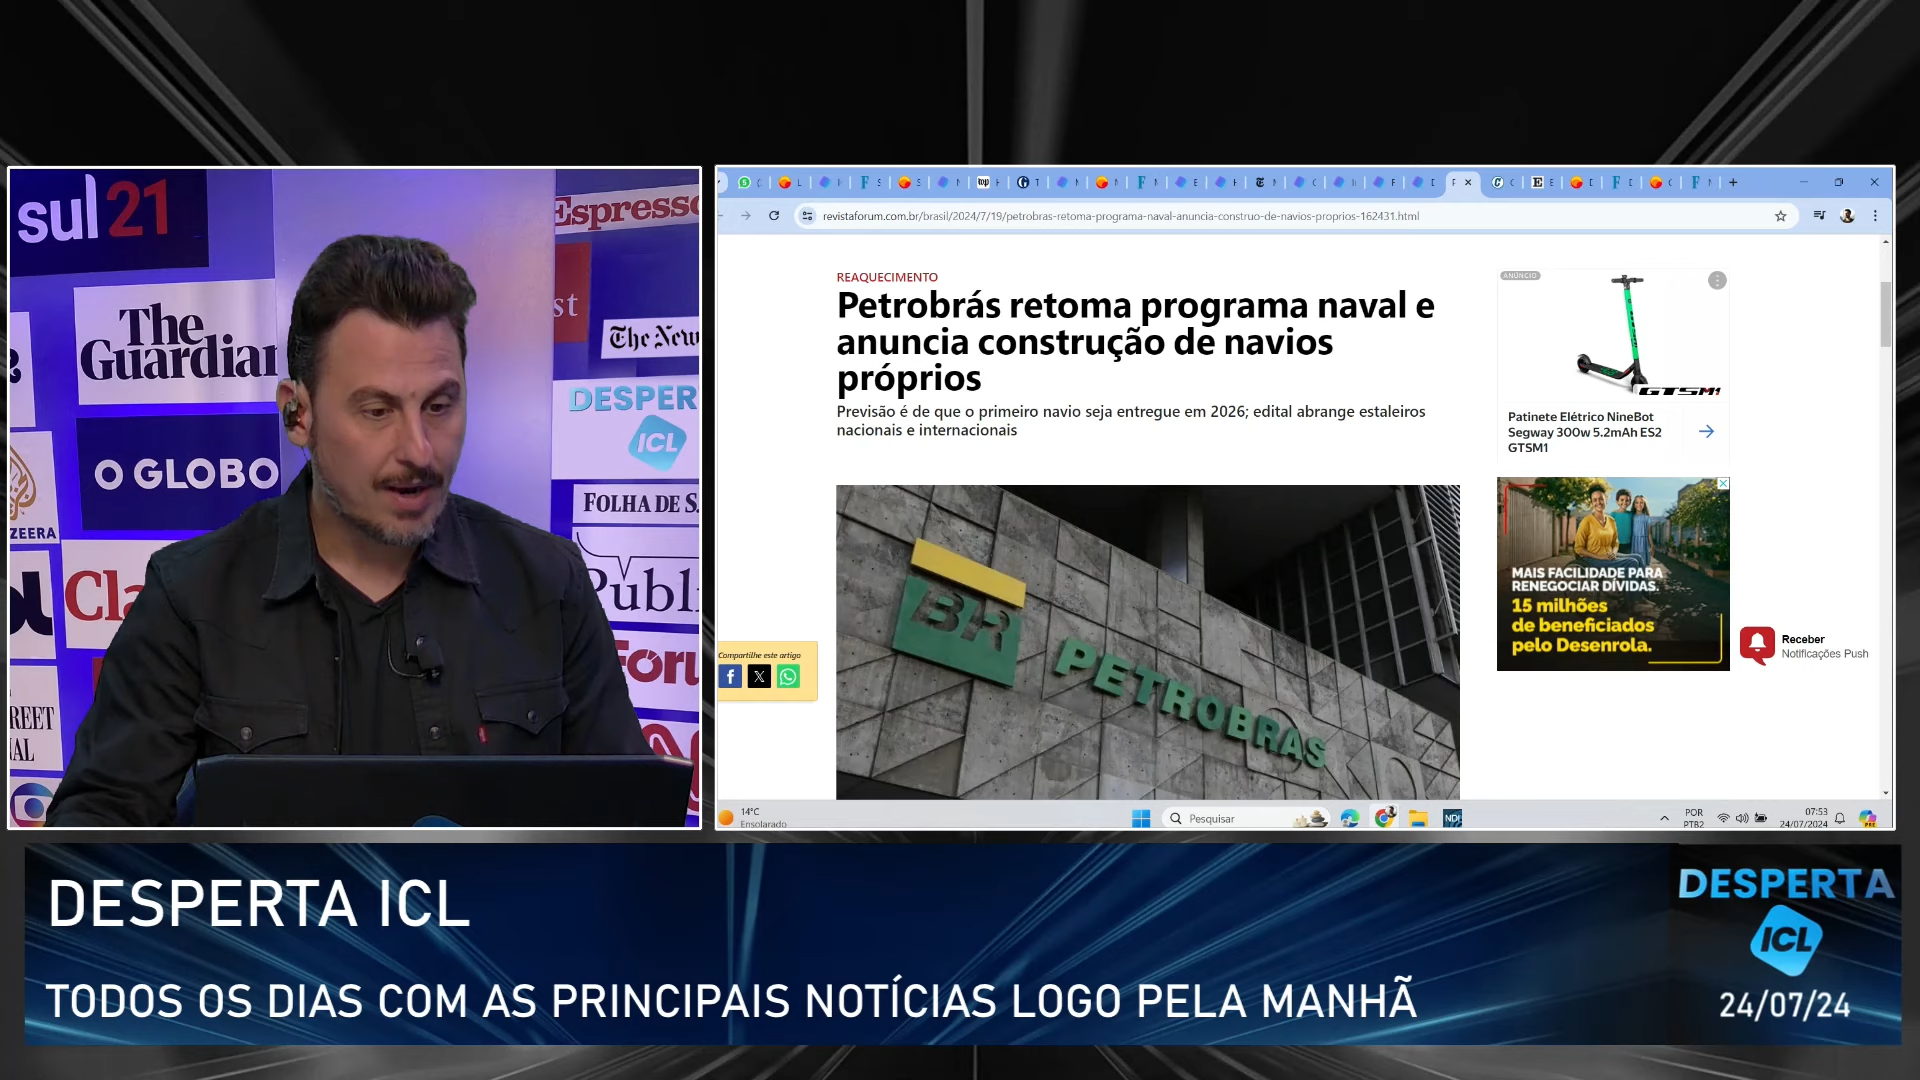 sul21
Espresso
The
Guardian
st
The New
DESPER
ICL
O GLOBO
ZEERA
FOLHA DE S.
Cla
Publi
Foru
REET
AL
revistaforum.com.br/brasil/2024/7/19/petrobras-retoma-programa-naval-anuncia-construo-de-navios-proprios-162431.html
REAQUECIMENTO
Petrobrás retoma programa naval e
anuncia construção de navios
próprios
Previsão é de que o primeiro navio seja entregue em 2026; edital abrange estaleiros
nacionais e internacionais
Compartilhe este artigo
BR
PETROBRAS
ANÚNCIO
GTSM1
Patinete Elétrico NineBot
Segway 300w 5.2mAh ES2
GTSM1
MAIS FACILIDADE PARA
RENEGOCIAR DÍVIDAS.
15 milhões
de beneficiados
pelo Desenrola.
Receber
Notificações Push
14°C
Ensolarado
Pesquisar
POR
PTB2
07:53
24/07/2024
DESPERTA ICL
TODOS OS DIAS COM AS PRINCIPAIS NOTÍCIAS LOGO PELA MANHÃ
DESPERTA
ICL
24/07/24